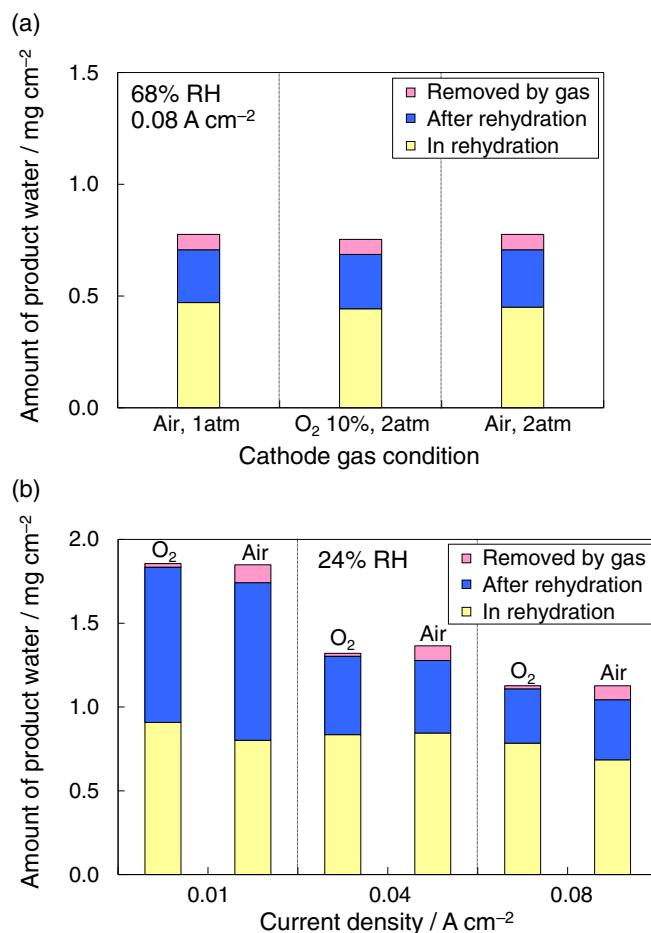 (a)
Amount of product water / mg cm⁻²
1.5
1.0
0.5
0.0
68% RH
0.08 A cm⁻²
Removed by gas
After rehydration
In rehydration
Air, 1atm
O₂ 10%, 2atm
Air, 2atm
Cathode gas condition
(b)
Amount of product water / mg cm⁻²
2.0
1.5
1.0
0.5
0.0
O₂
Air
24% RH
Removed by gas
After rehydration
In rehydration
O₂
Air
O₂
Air
0.01
0.04
0.08
Current density / A cm⁻²